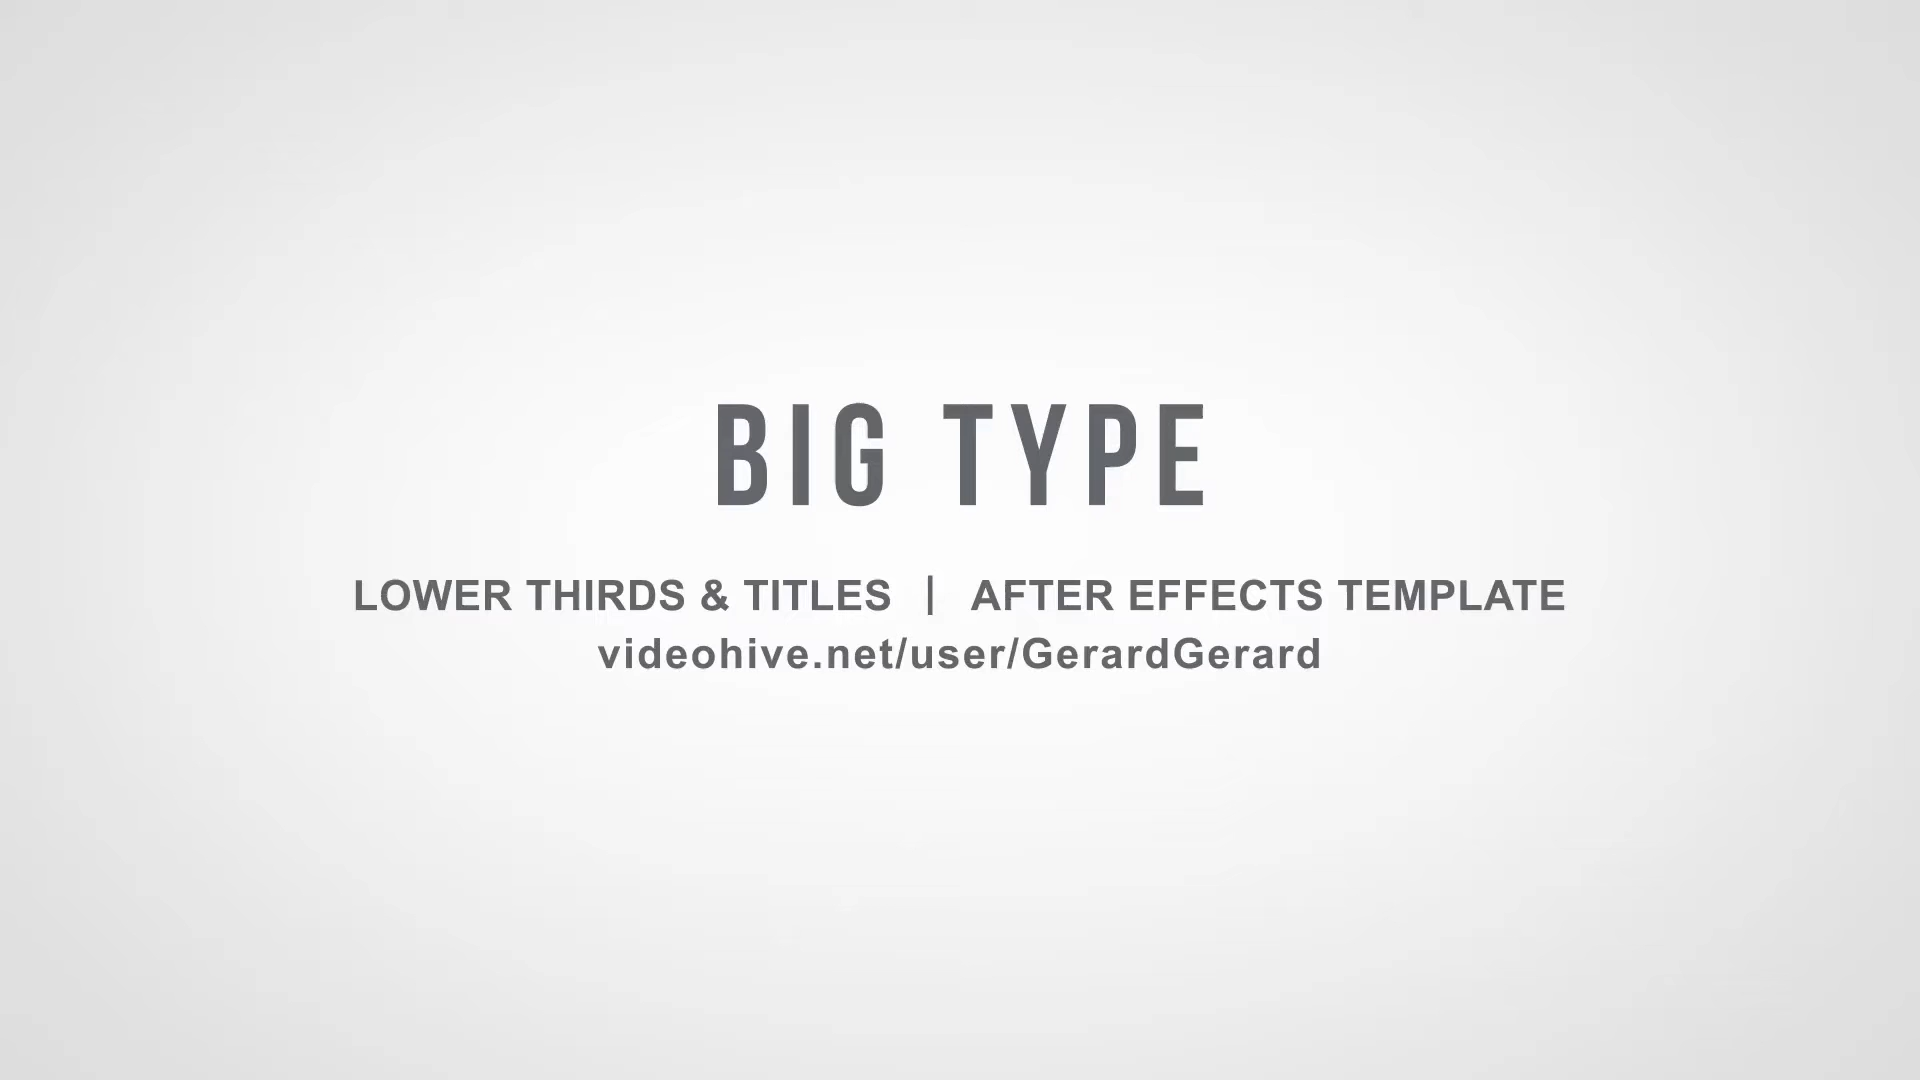 BIG TYPE
LOWER THIRDS & TITLES | AFTER EFFECTS TEMPLATE
videohive.net/user/GerardGerard